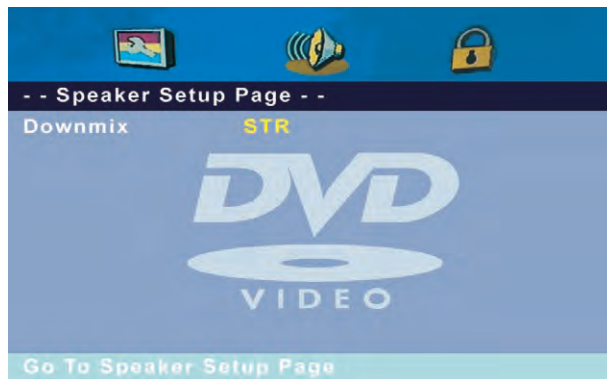 - - Speaker Setup Page - -
Downmix STR
DVD
VIDEO
Go To Speaker Setup Page